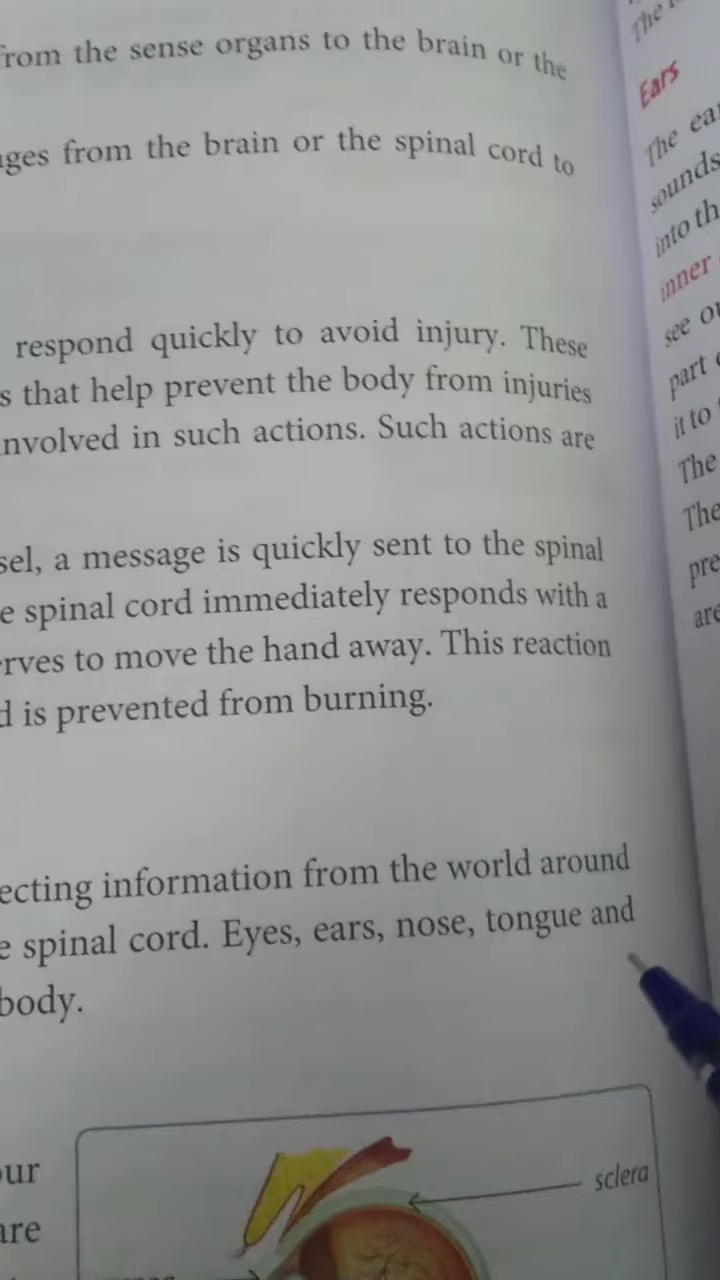 from the sense organs to the brain or the
ges from the brain or the spinal cord to
respond quickly to avoid injury. These
s that help prevent the body from injuries
nvolved in such actions. Such actions are
sel, a message is quickly sent to the spinal
e spinal cord immediately responds with a
rves to move the hand away. This reaction
d is prevented from burning.
ecting information from the world around
e spinal cord. Eyes, ears, nose, tongue and
body.
our
are
sclera
The
Ears
The ear
sounds
into th
inner
see ou
part
it to
The
The
pre
are